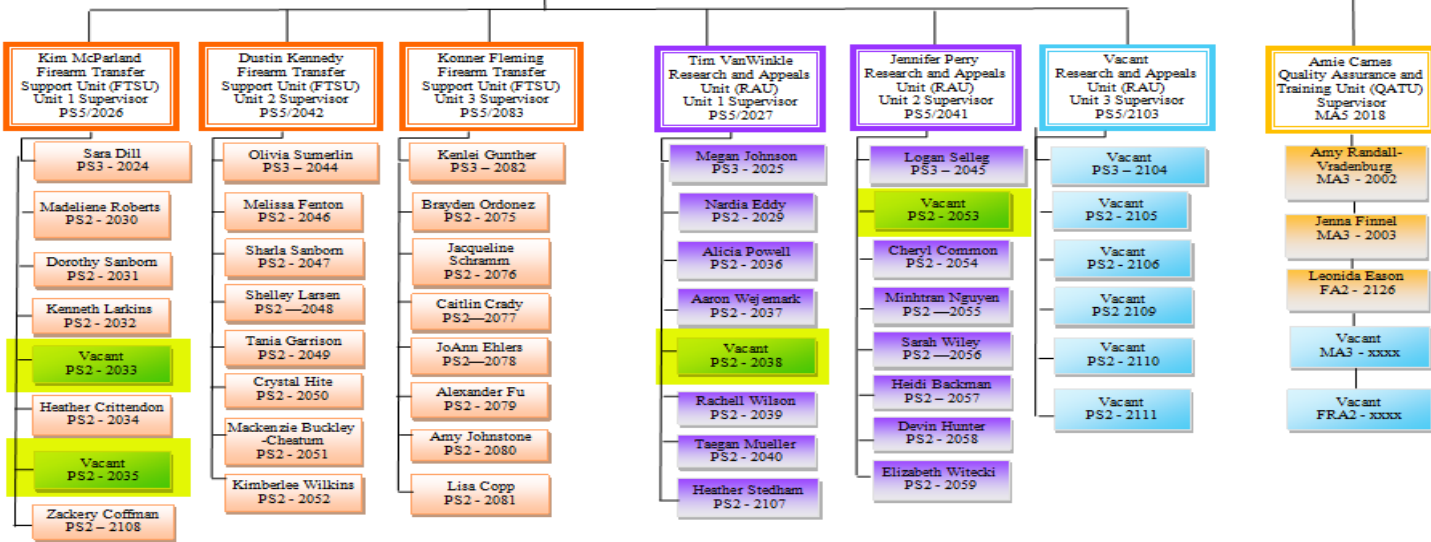 Kim McParland
Firearm Transfer
Support Unit (FTSU)
Unit 1 Supervisor
PS5/2026
Sara Dill
PS3 - 2024
Madeliene Roberts
PS2 - 2030
Dorothy Sanborn
PS2 - 2031
Kenneth Larkins
PS2 - 2032
Vacant
PS2 - 2033
Heather Crittendon
PS2 - 2034
Vacant
PS2 - 2035
Zackery Coffman
PS2 – 2108
Dustin Kennedy
Firearm Transfer
Support Unit (FTSU)
Unit 2 Supervisor
PS5/2042
Olivia Sumerlin
PS3 – 2044
Melissa Fenton
PS2 - 2046
Sharla Sanborn
PS2 - 2047
Shelley Larsen
PS2 —2048
Tania Garrison
PS2 - 2049
Crystal Hite
PS2 - 2050
Mackenzie Buckley
-Cheatum
PS2 - 2051
Kimberlee Wilkins
PS2 - 2052
Konner Fleming
Firearm Transfer
Support Unit (FTSU)
Unit 3 Supervisor
PS5/2083
Kenlei Gunther
PS3 – 2082
Brayden Ordonez
PS2 - 2075
Jacqueline
Schramm
PS2 - 2076
Caitlin Crady
PS2—2077
JoAnn Ehlers
PS2—2078
Alexander Fu
PS2 - 2079
Amy Johnstone
PS2 - 2080
Lisa Copp
PS2 - 2081
Tim VanWinkle
Research and Appeals
Unit (RAU)
Unit 1 Supervisor
PS5/2027
Megan Johnson
PS3 - 2025
Nardia Eddy
PS2 - 2029
Alicia Powell
PS2 - 2036
Aaron Wejemark
PS2 - 2037
Vacant
PS2 - 2038
Rachell Wilson
PS2 - 2039
Taegan Mueller
PS2 - 2040
Heather Stedham
PS2 - 2107
Jennifer Perry
Research and Appeals
Unit (RAU)
Unit 2 Supervisor
PS5/2041
Logan Selleg
PS3 – 2045
Vacant
PS2 - 2053
Cheryl Common
PS2 - 2054
Minhtran Nguyen
PS2 —2055
Sarah Wiley
PS2 —2056
Heidi Backman
PS2 – 2057
Devin Hunter
PS2 - 2058
Elizabeth Witecki
PS2 - 2059
Vacant
Research and Appeals
Unit (RAU)
Unit 3 Supervisor
PS5/2103
Vacant
PS3 – 2104
Vacant
PS2 - 2105
Vacant
PS2 - 2106
Vacant
PS2 2109
Vacant
PS2 - 2110
Vacant
PS2 - 2111
Amie Carnes
Quality Assurance and
Training Unit (QATU)
Supervisor
MA5 2018
Amy Randall-
Vradenburg
MA3 - 2002
Jenna Finnel
MA3 - 2003
Leonida Eason
FA2 - 2126
Vacant
MA3 - xxxx
Vacant
FRA2 - xxxx